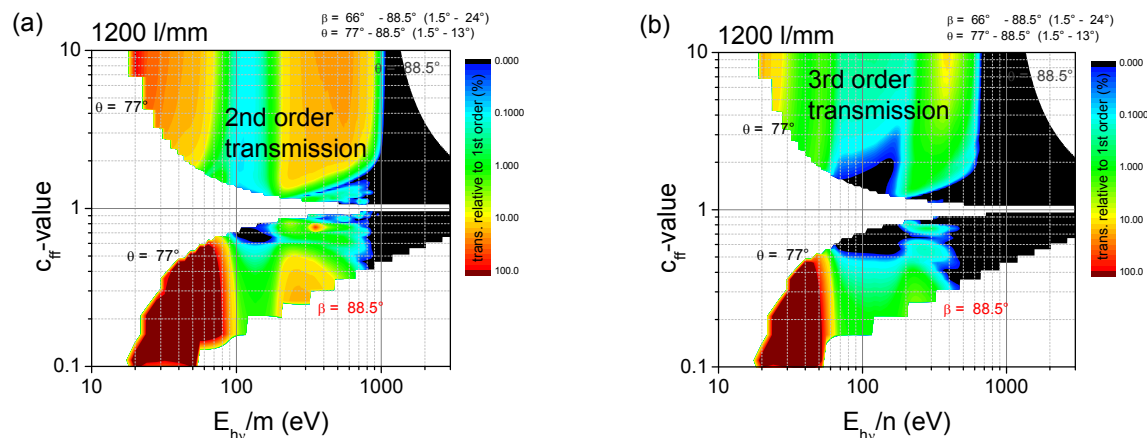 (a)
1200 l/mm
β = 66° - 88.5° (1.5° - 24°)
θ = 77° - 88.5° (1.5° - 13°)
10
1
0.1
c_ff-value
θ = 77°
θ = 88.5°
2nd order
transmission
θ = 77°
β = 88.5°
10
100
1000
E_hν/m (eV)
0.000
0.1000
1.000
10.00
100.0
trans. relative to 1st order (%)
(b)
1200 l/mm
β = 66° - 88.5° (1.5° - 24°)
θ = 77° - 88.5° (1.5° - 13°)
10
1
0.1
c_ff-value
θ = 77°
θ = 88.5°
3rd order
transmission
θ = 77°
β = 88.5°
10
100
1000
E_hν/n (eV)
0.000
0.1000
1.000
10.00
100.0
trans. relative to 1st order (%)